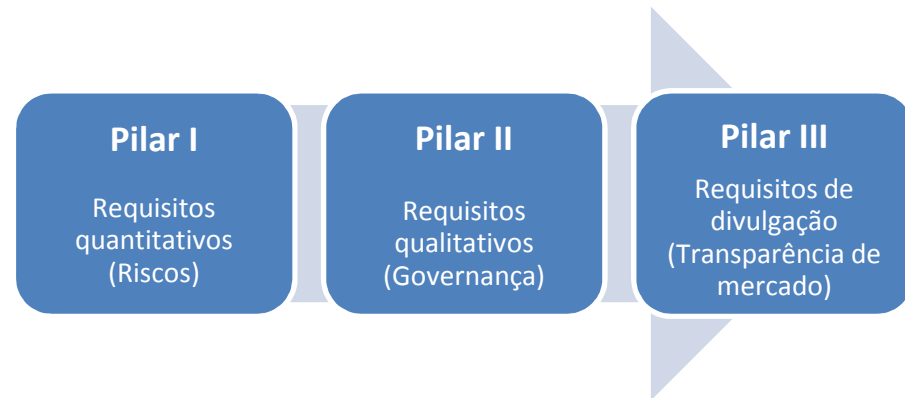 Pilar I
Requisitos
quantitativos
(Riscos)
Pilar II
Requisitos
qualitativos
(Governança)
Pilar III
Requisitos de
divulgação
(Transparência de
mercado)